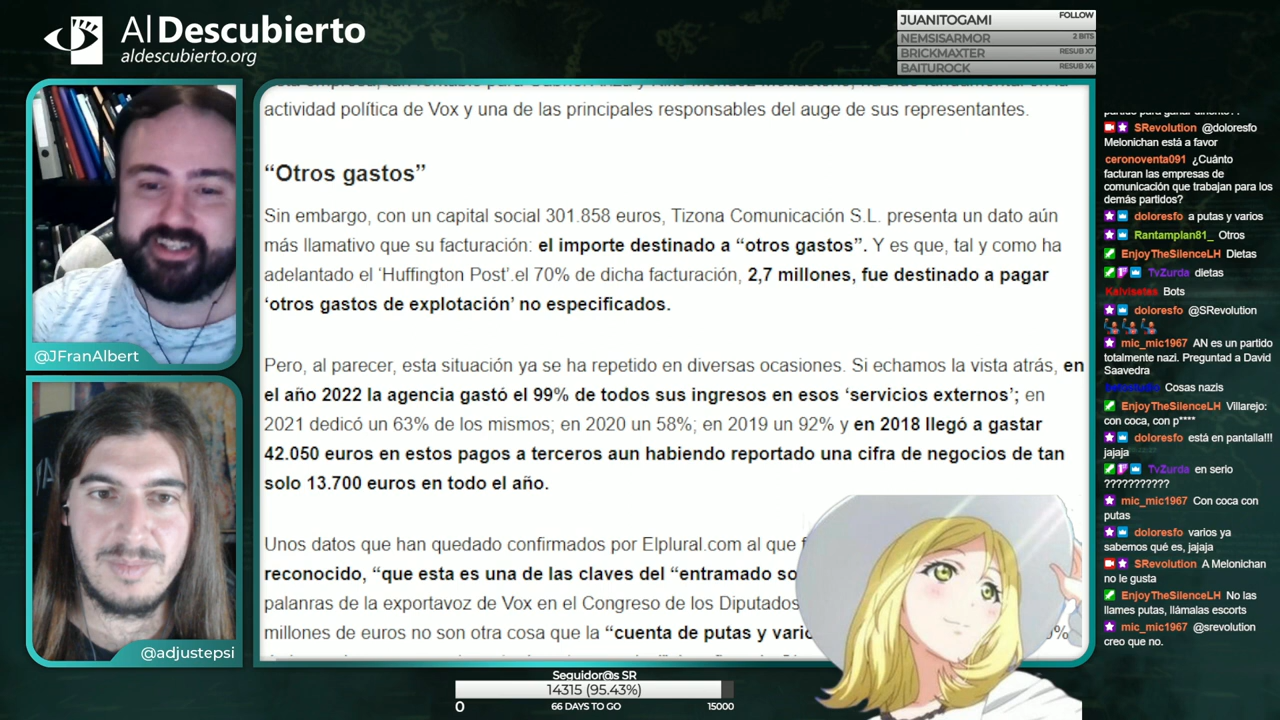 Al Descubierto
aldescubierto.org
JUANITOGAMI FOLLOW
NEMSISARMOR 2 BITS
BRICKMAXTER RESUB X7
BAITUROCK RESUB X4
@JFranAlbert
@adjustepsi
actividad política de Vox y una de las principales responsables del auge de sus representantes.
“Otros gastos”
Sin embargo, con un capital social 301.858 euros, Tizona Comunicación S.L. presenta un dato aún
más llamativo que su facturación: el importe destinado a “otros gastos”. Y es que, tal y como ha
adelantado el ‘Huffington Post’ el 70% de dicha facturación, 2,7 millones, fue destinado a pagar
‘otros gastos de explotación’ no especificados.
Pero, al parecer, esta situación ya se ha repetido en diversas ocasiones. Si echamos la vista atrás, en
el año 2022 la agencia gastó el 99% de todos sus ingresos en esos ‘servicios externos’; en
2021 dedicó un 63% de los mismos; en 2020 un 58%; en 2019 un 92% y en 2018 llegó a gastar
42.050 euros en estos pagos a terceros aun habiendo reportado una cifra de negocios de tan
solo 13.700 euros en todo el año.
Unos datos que han quedado confirmados por Elplural.com al que
reconocido, “que esta es una de las claves del “entramado
palanras de la exportavoz de Vox en el Congreso de los Diputados
millones de euros no son otra cosa que la “cuenta de putas y
SRevolution @doloresfo
Melonichan está a favor
ceronoventa091 ¿Cuánto
facturan las empresas de
comunicación que trabajan para los
demás partidos?
doloresfo a putas y varios
Rantamplan81_ Otros
EnjoyTheSilenceLH Dietas
TvZurda dietas
Kalvisetas Bots
doloresfo @SRevolution
mic_mic1967 AN es un partido
totalmente nazi. Preguntad a David
Saavedra
Cosas nazis
EnjoyTheSilenceLH Villarejo:
con coca, con p****
doloresfo está en pantalla!!!
jajaja
TvZurda en serio
???????????
mic_mic1967 Con coca con
putas
doloresfo varios ya
sabemos qué es, jajaja
SRevolution A Melonichan
no le gusta
EnjoyTheSilenceLH No las
llames putas, llámalas escorts
mic_mic1967 @srevolution
creo que no.
Seguidor@s SR
14315 (95.43%)
0 66 DAYS TO GO 15000